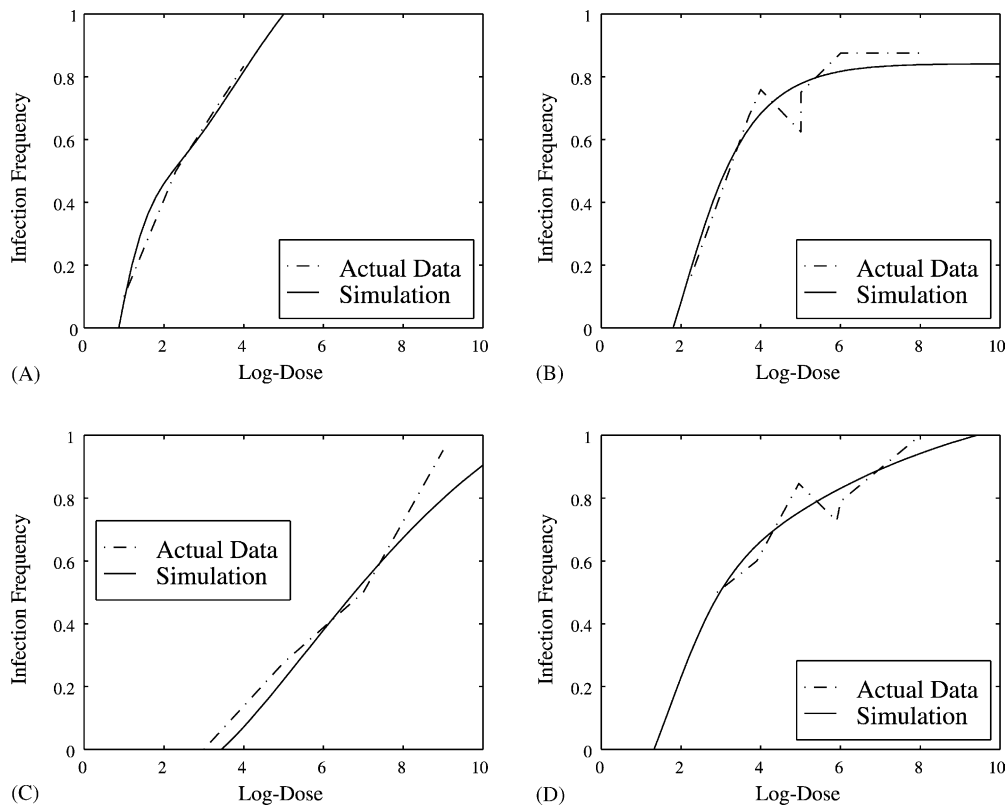 1
0.8
0.6
0.4
0.2
0
Infection Frequency
Actual Data
Simulation
0 2 4 6 8 10
(A) Log-Dose
1
0.8
0.6
0.4
0.2
0
Infection Frequency
Actual Data
Simulation
0 2 4 6 8 10
(B) Log-Dose
1
0.8
0.6
0.4
0.2
0
Infection Frequency
Actual Data
Simulation
0 2 4 6 8 10
(C) Log-Dose
1
0.8
0.6
0.4
0.2
0
Infection Frequency
Actual Data
Simulation
0 2 4 6 8 10
(D) Log-Dose